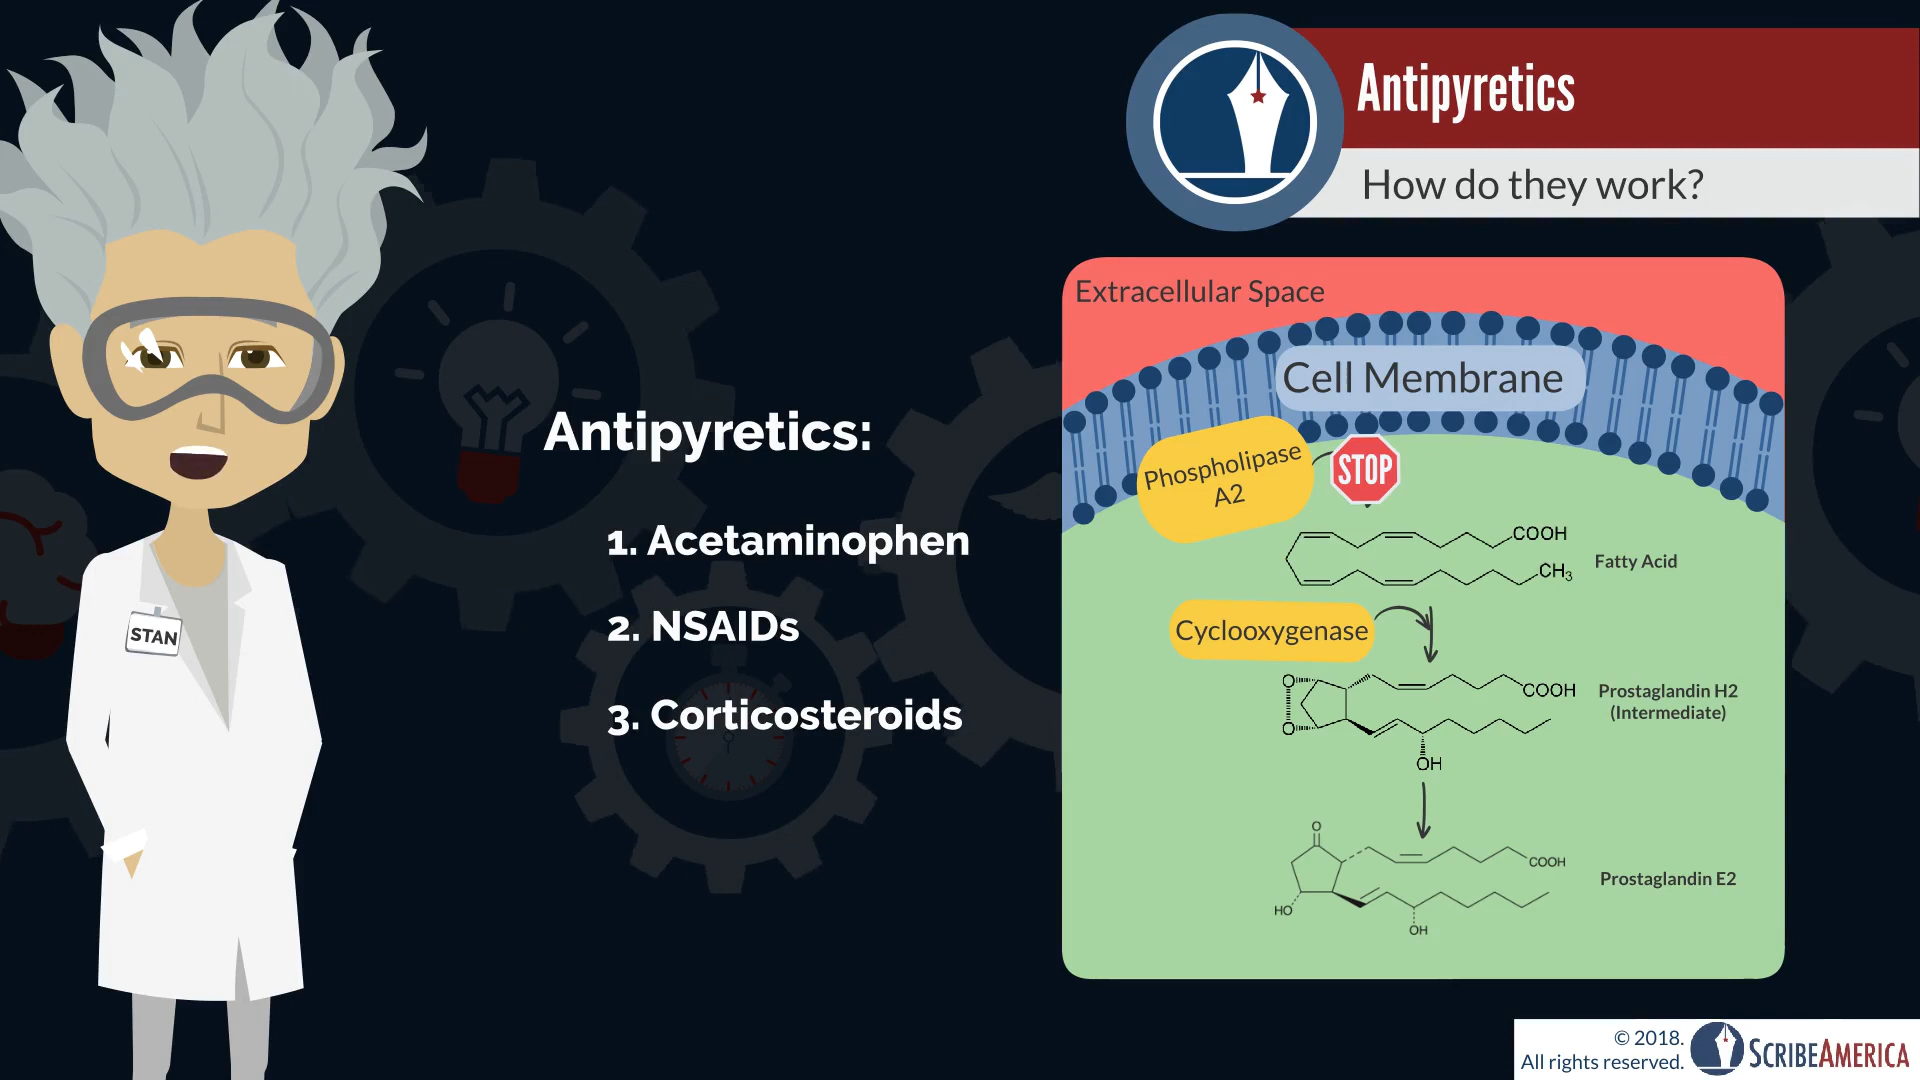 Antipyretics
How do they work?
Extracellular Space
Cell Membrane
Phospholipase
A2
STOP
COOH
CH3
Fatty Acid
Cyclooxygenase
O
O
COOH
OH
Prostaglandin H2
(Intermediate)
O
COOH
HO
OH
Prostaglandin E2
Antipyretics:
1. Acetaminophen
2. NSAIDs
3. Corticosteroids
STAN
© 2018.
All rights reserved.
SCRIBEAMERICA